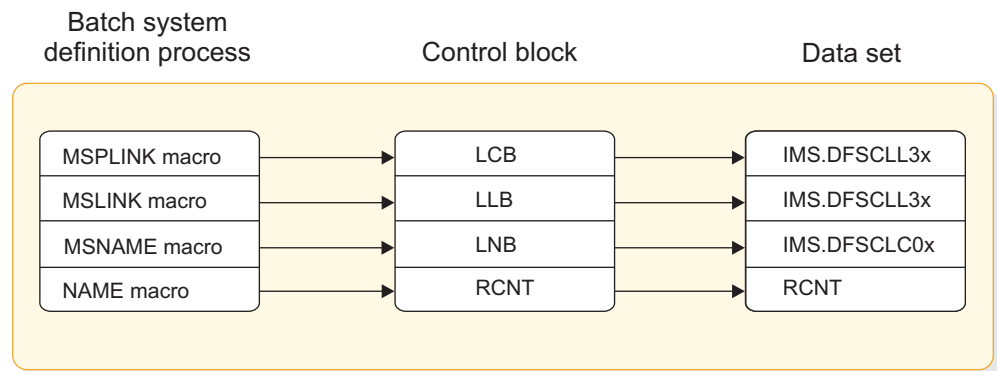 Batch system
definition process
Control block
Data set
MSPLINK macro
LCB
IMS.DFSCLL3x
MSLINK macro
LLB
IMS.DFSCLL3x
MSNAME macro
LNB
IMS.DFSCLC0x
NAME macro
RCNT
RCNT